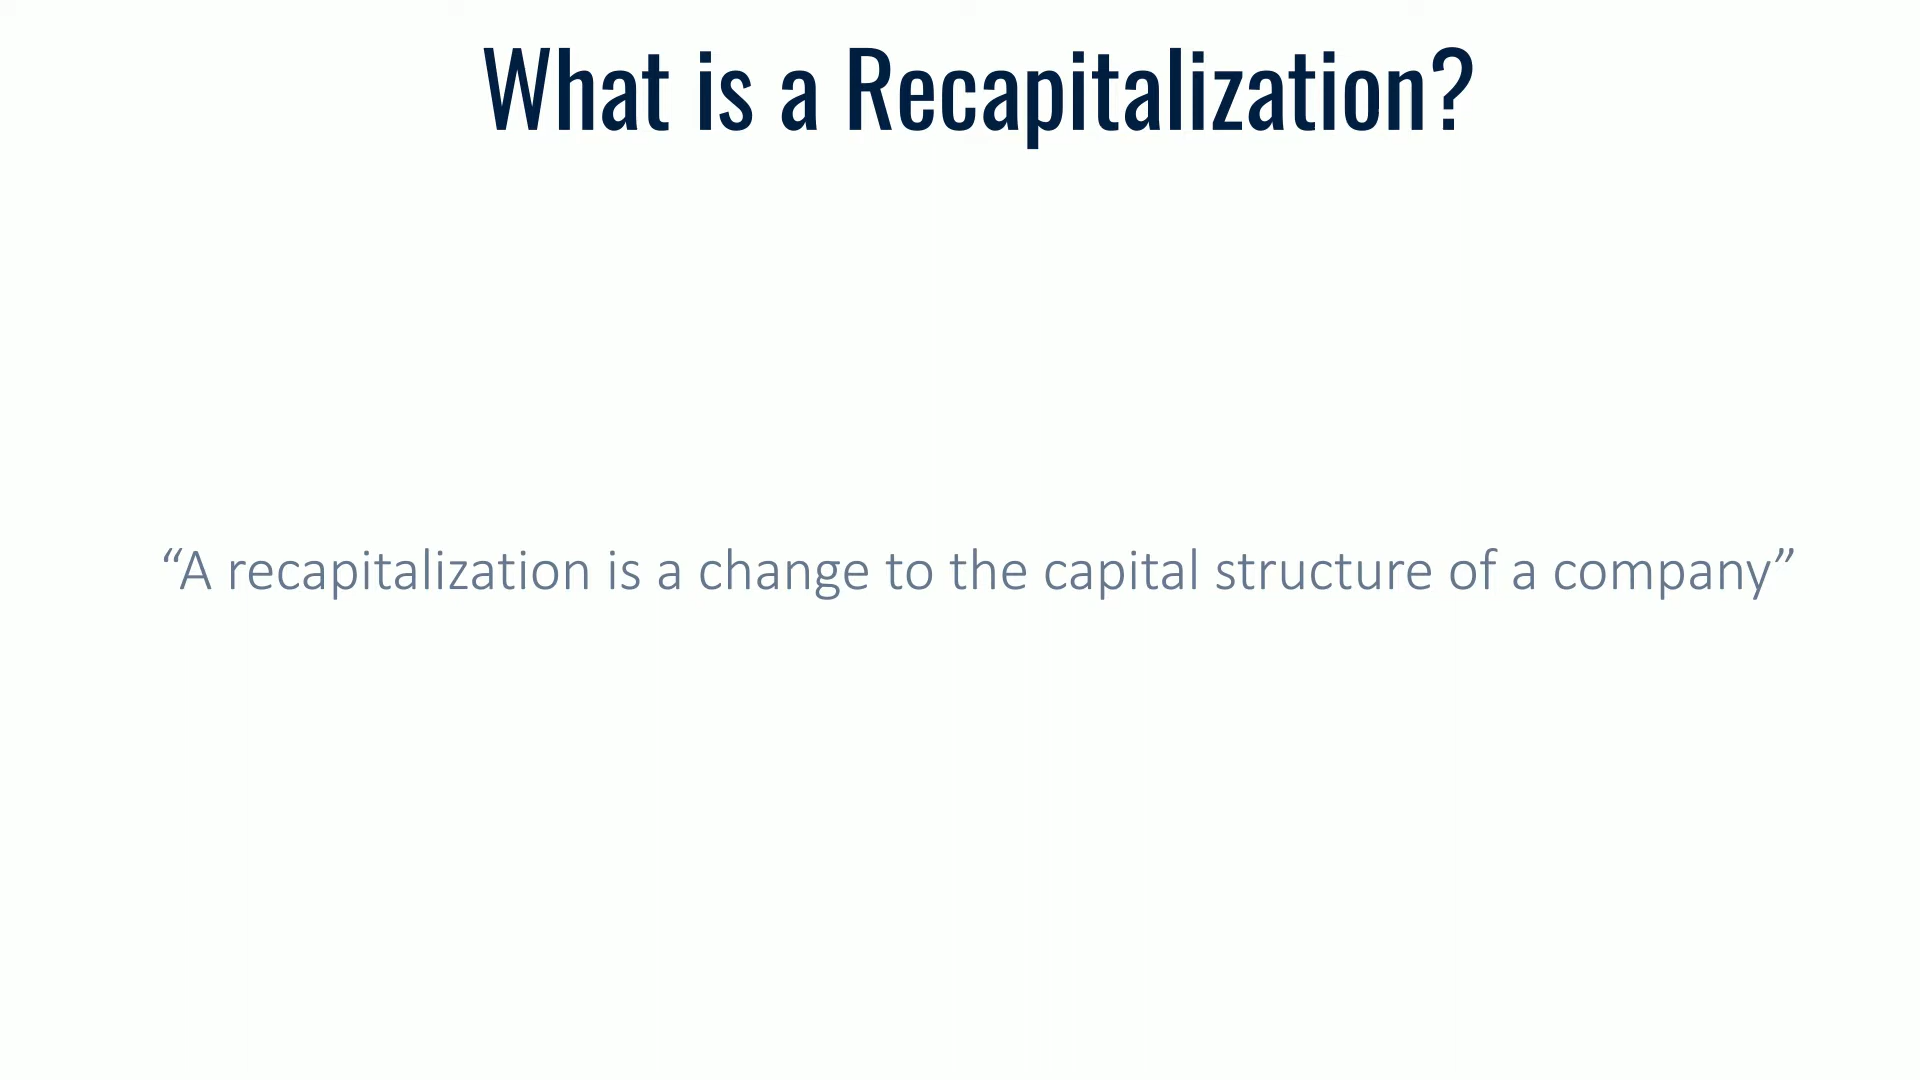 What is a Recapitalization?
“A recapitalization is a change to the capital structure of a company”